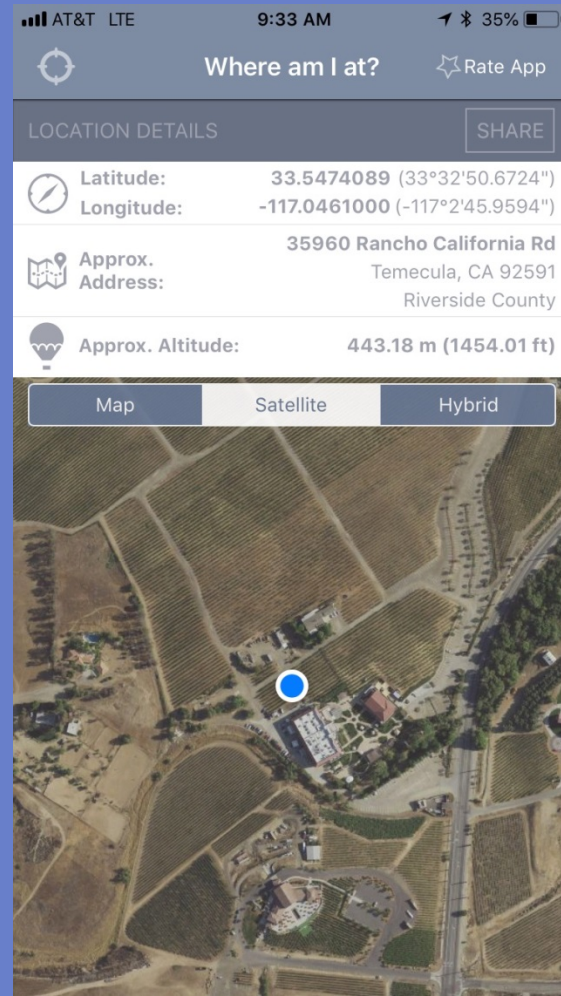 AT&T LTE 9:33 AM 35%
Where am I at? Rate App
LOCATION DETAILS SHARE
Latitude: 33.5474089 (33°32'50.6724")
Longitude: -117.0461000 (-117°2'45.9594")
Approx. Address: 35960 Rancho California Rd
Temecula, CA 92591
Riverside County
Approx. Altitude: 443.18 m (1454.01 ft)
Map Satellite Hybrid